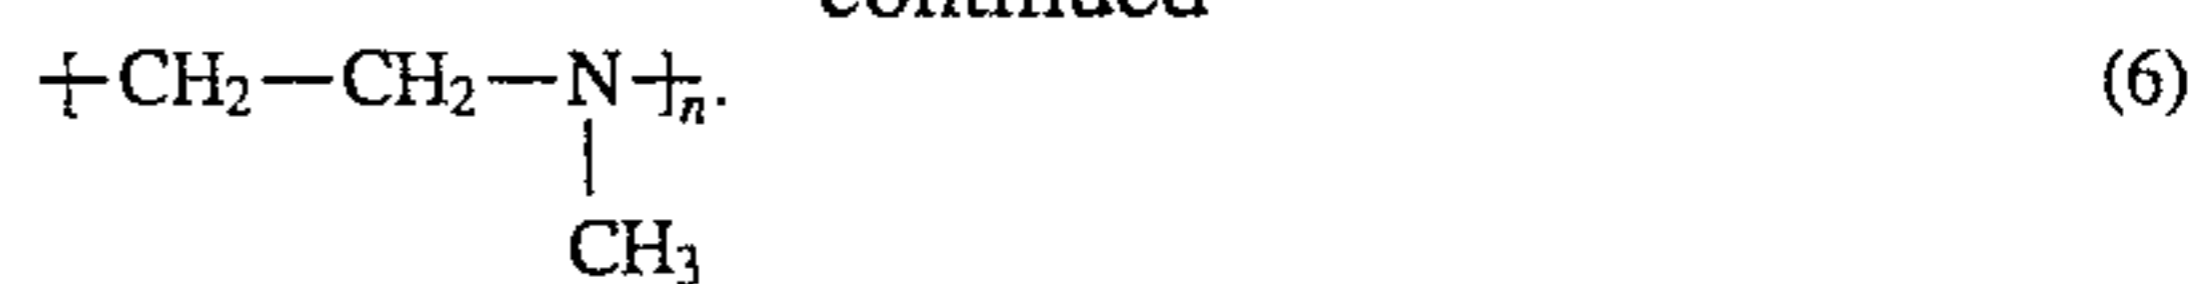 continued
-[-CH₂—CH₂—N-]-ₙ. (6)
|
CH₃